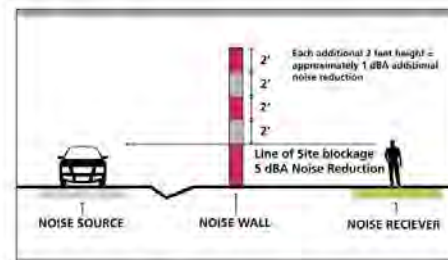 2'
Each additional 2 feet height =
approximately 1 dBA additional
noise reduction
2'
2'
2'
Line of Site blockage
5 dBA Noise Reduction
NOISE SOURCE
NOISE WALL
NOISE RECIEVER